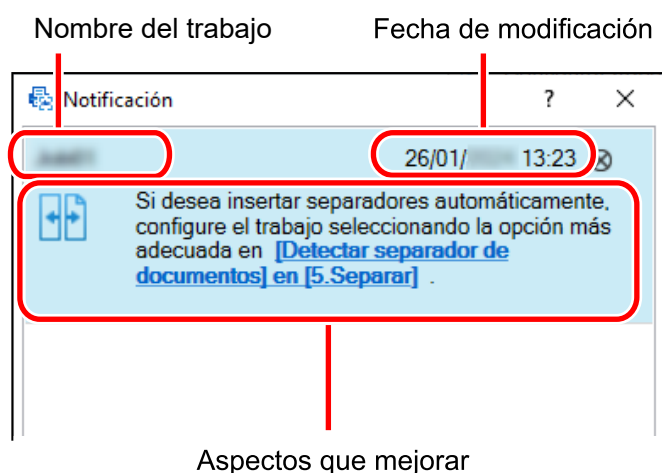 Nombre del trabajo
Fecha de modificación
Notificación ? ×
26/01/ 13:23
Si desea insertar separadores automáticamente,
configure el trabajo seleccionando la opción más
adecuada en [Detectar separador de
documentos] en [5.Separar] .
Aspectos que mejorar